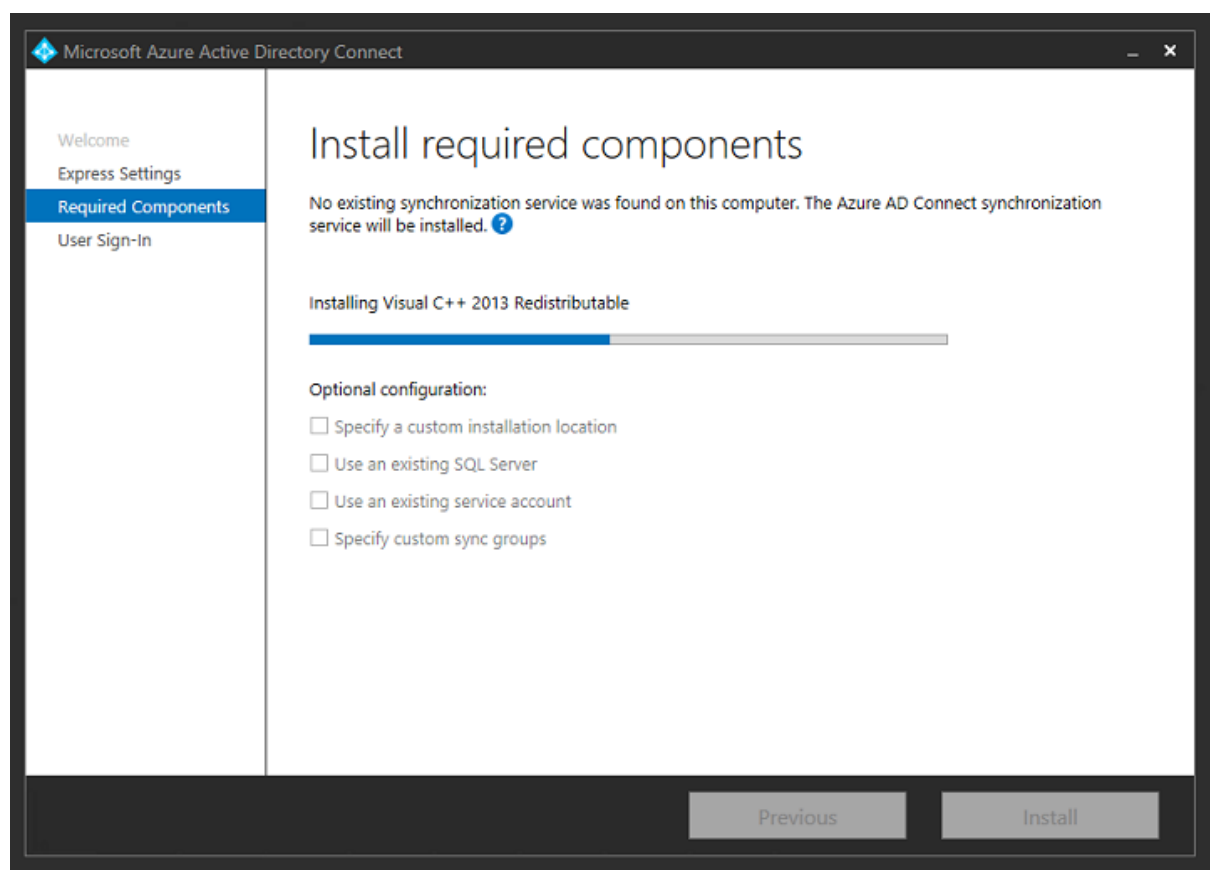 Microsoft Azure Active Directory Connect
Welcome
Express Settings
Required Components
User Sign-In
Install required components
No existing synchronization service was found on this computer. The Azure AD Connect synchronization
service will be installed. ?
Installing Visual C++ 2013 Redistributable
Optional configuration:
Specify a custom installation location
Use an existing SQL Server
Use an existing service account
Specify custom sync groups
Previous
Install